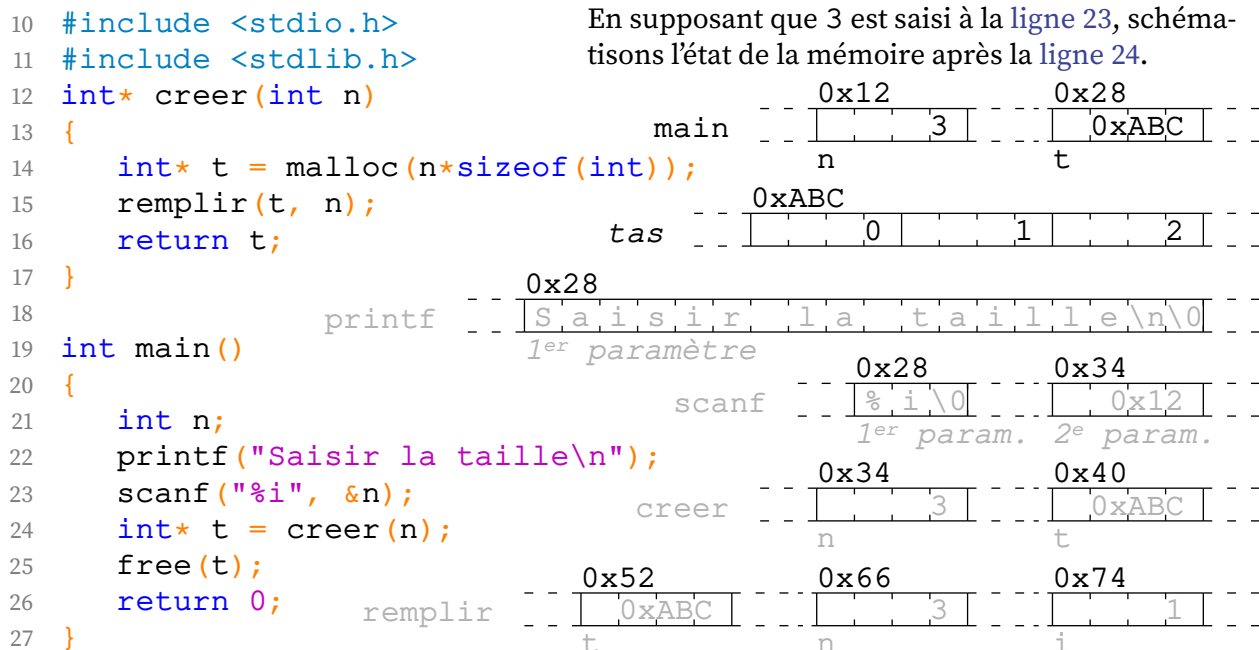 10 #include <stdio.h>
11 #include <stdlib.h>
12 int* creer(int n)
13 {
14 int* t = malloc(n*sizeof(int));
15 remplir(t, n);
16 return t;
17 }
18
19 int main()
20 {
21 int n;
22 printf("Saisir la taille\n");
23 scanf("%i", &n);
24 int* t = creer(n);
25 free(t);
26 return 0;
27 }
En supposant que 3 est saisi à la ligne 23, schéma-
tisons l'état de la mémoire après la ligne 24.
0x12 0x28
main 3 0xABC
n t
0xABC
tas 0 1 2
0x28
printf Saisir la taille\n\0
1er paramètre
0x28 0x34
scanf %i\0 0x12
1er param. 2e param.
0x34 0x40
creer 3 0xABC
n t
0x52 0x66 0x74
remplir 0xABC 3 1
t n i